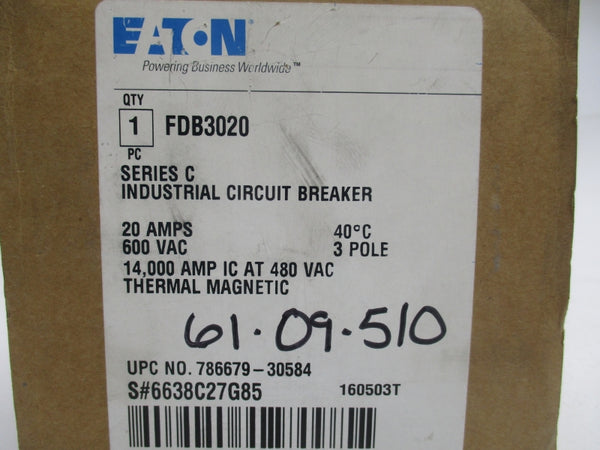 EATON
Powering Business Worldwide™
QTY
1 FDB3020
PC
SERIES C
INDUSTRIAL CIRCUIT BREAKER
20 AMPS 40°C
600 VAC 3 POLE
14,000 AMP IC AT 480 VAC
THERMAL MAGNETIC
61·09·510
UPC NO. 786679-30584
S#6638C27G85 160503T